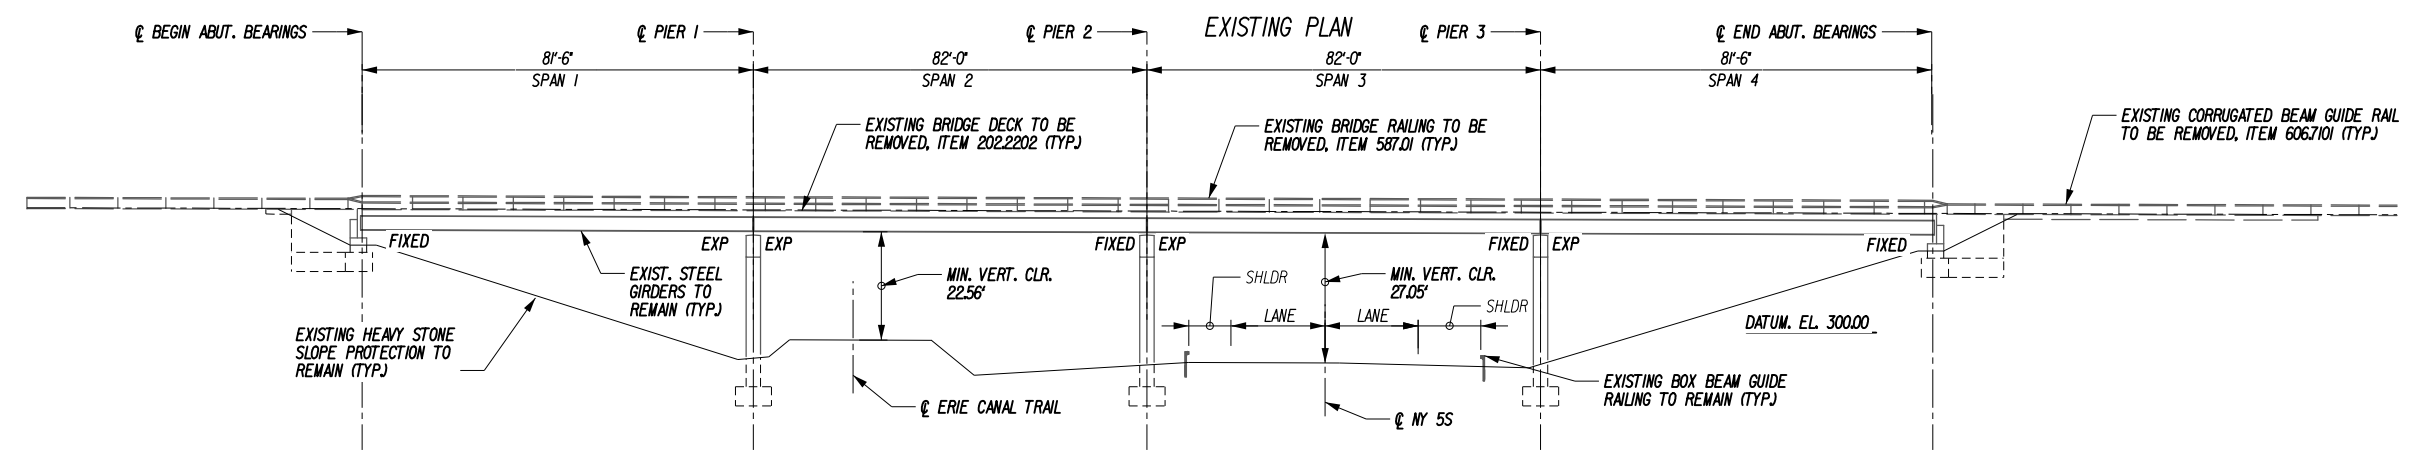 EXISTING PLAN
℄ BEGIN ABUT. BEARINGS
℄ PIER 1
℄ PIER 2
℄ PIER 3
℄ END ABUT. BEARINGS
81'-6"
SPAN 1
82'-0"
SPAN 2
82'-0"
SPAN 3
81'-6"
SPAN 4
EXISTING BRIDGE DECK TO BE
REMOVED, ITEM 202.2202 (TYP.)
EXISTING BRIDGE RAILING TO BE
REMOVED, ITEM 587.01 (TYP.)
EXISTING CORRUGATED BEAM GUIDE RAIL
TO BE REMOVED, ITEM 606.7101 (TYP.)
FIXED
EXP
EXP
FIXED
EXP
FIXED
EXP
FIXED
EXIST. STEEL
GIRDERS TO
REMAIN (TYP.)
MIN. VERT. CLR.
22.56'
SHLDR
MIN. VERT. CLR.
27.05'
SHLDR
LANE
LANE
DATUM. EL. 300.00
EXISTING HEAVY STONE
SLOPE PROTECTION TO
REMAIN (TYP.)
EXISTING BOX BEAM GUIDE
RAILING TO REMAIN (TYP.)
℄ ERIE CANAL TRAIL
℄ NY 5S